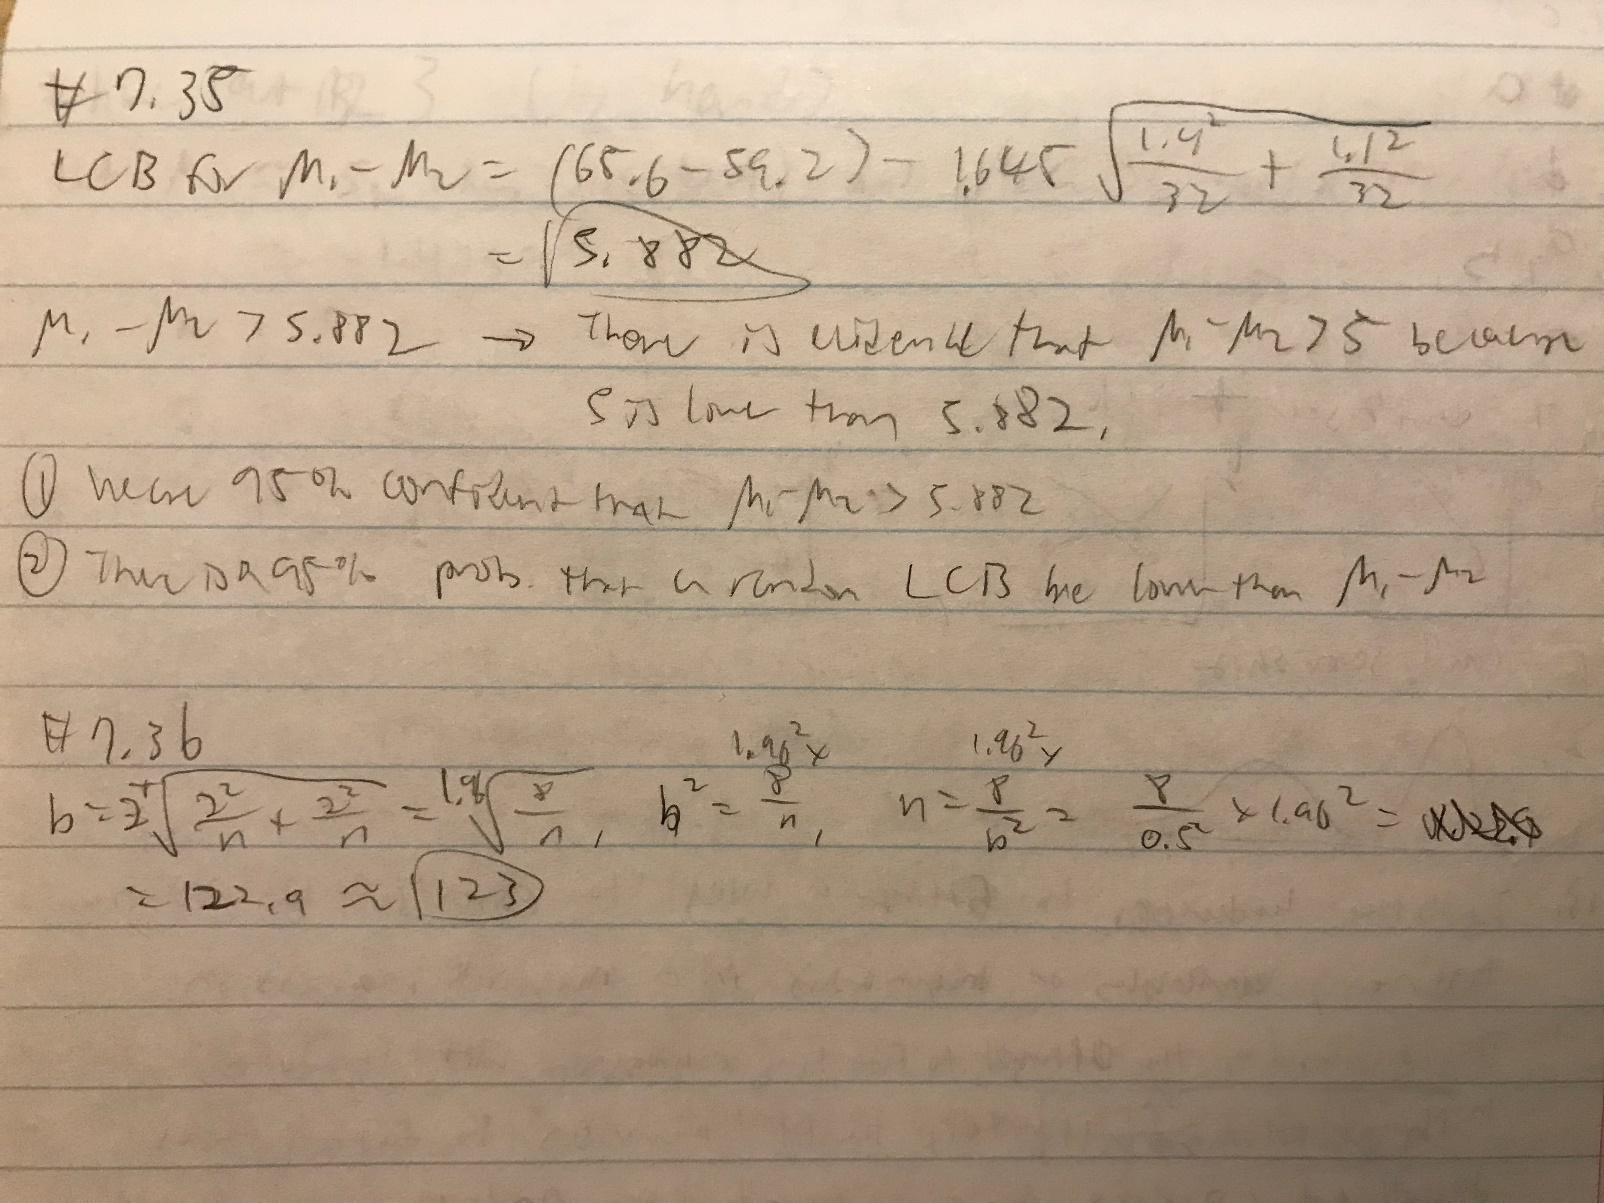 # 7.35
LCB for μ₁-μ₂ = (65.6-59.2) - 1.645 √(1.4²/32 + 1.1²/32)
= 5.882
μ₁-μ₂ > 5.882 → There is evidence that μ₁-μ₂ > 5 because
5 is lower than 5.882.
① We are 95% confident that μ₁-μ₂ > 5.882
② There is a 95% prob. that a random LCB be lower than μ₁-μ₂
# 7.36
b = z* √(2²/n + 2²/n) = 1.96 √(8/n), b² = 1.96² × 8/n, n = 1.96² × 8/b² = 8/0.5² × 1.96² =
= 122.9 ≈ 123